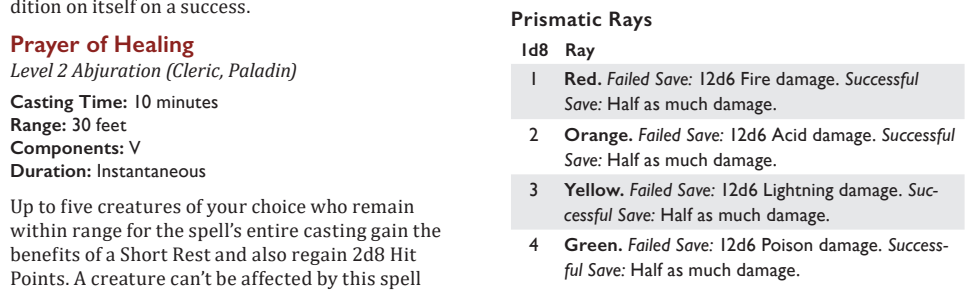 dition on itself on a success.
Prayer of Healing
Level 2 Abjuration (Cleric, Paladin)
Casting Time: 10 minutes
Range: 30 feet
Components: V
Duration: Instantaneous
Up to five creatures of your choice who remain
within range for the spell’s entire casting gain the
benefits of a Short Rest and also regain 2d8 Hit
Points. A creature can’t be affected by this spell
Prismatic Rays
1d8 Ray
1 Red. Failed Save: 12d6 Fire damage. Successful
Save: Half as much damage.
2 Orange. Failed Save: 12d6 Acid damage. Successful
Save: Half as much damage.
3 Yellow. Failed Save: 12d6 Lightning damage. Suc-
cessful Save: Half as much damage.
4 Green. Failed Save: 12d6 Poison damage. Success-
ful Save: Half as much damage.